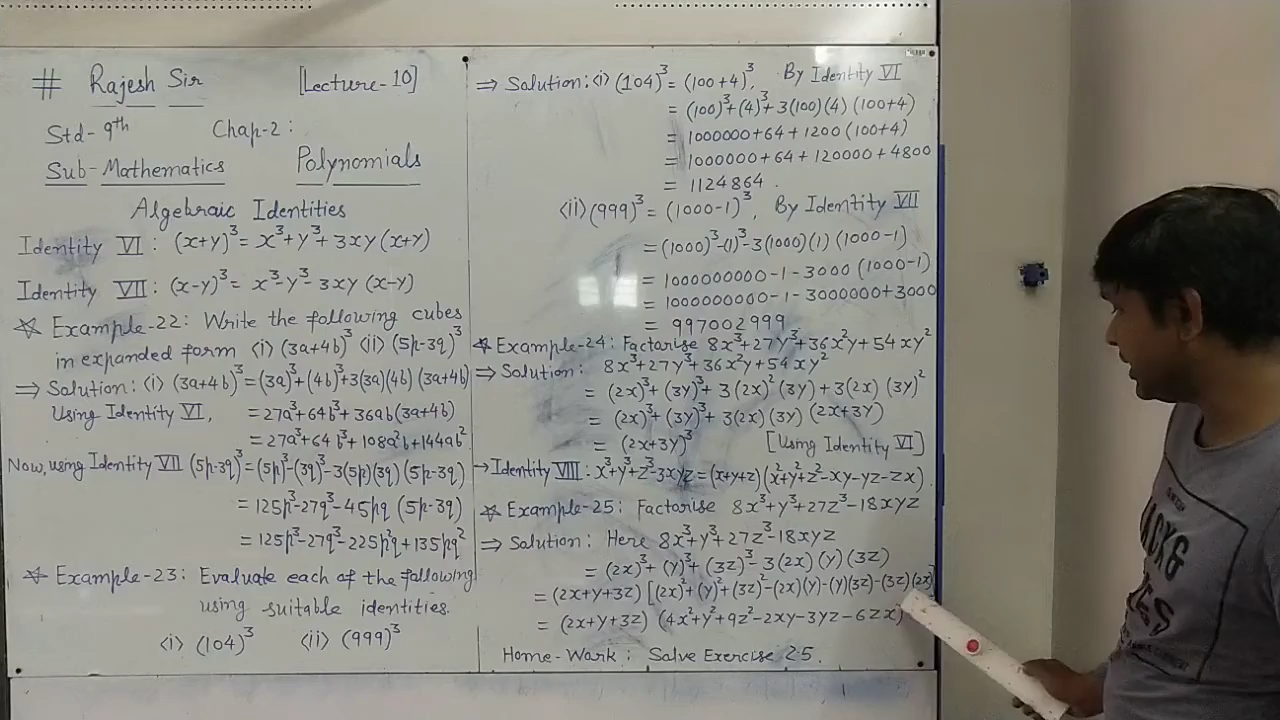 # Rajesh Sir [Lecture-10]
Std- 9th Chap-2:
Sub-Mathematics Polynomials
Algebraic Identities
Identity VI : (x+y)³= x³+y³+3xy(x+y)
Identity VII : (x-y)³= x³-y³-3xy (x-y)
☆ Example-22: Write the following cubes
in expanded form <i> (3a+4b)³ <ii> (5p-3q)³
⇒ Solution: <i> (3a+4b)³=(3a)³+(4b)³+3(3a)(4b)(3a+4b)
Using Identity VI, =27a³+64b³+36ab(3a+4b)
=27a³+64b³+108a²b+144ab²
Now, using Identity VII (5p-3q)³=(5p)³-(3q)³-3(5p)(3q)(5p-3q)
= 125p³-27q³-45pq (5p-3q)
= 125p³-27q³-225p²q+135pq²
☆ Example-23: Evaluate each of the following
using suitable identities.
<i> (104)³ <ii> (999)³
⇒ Solution:<i> (104)³ = (100+4)³, By Identity VI
= (100)³+(4)³+3(100)(4) (100+4)
= 1000000+64+1200(100+4)
= 1000000+64+120000+4800
= 1124864.
<ii> (999)³ = (1000-1)³, By Identity VII
=(1000)³-(1)³-3(1000)(1) (1000-1)
= 1000000000-1-3000 (1000-1)
= 1000000000-1-3000000+3000
= 997002999.
☆ Example-24: Factorise 8x³+27y³+36x²y+54xy²
⇒ Solution: 8x³+27y³+36x²y+54xy²
= (2x)³+(3y)³+3(2x)²(3y)+3(2x)(3y)²
= (2x)³+(3y)³+3(2x)(3y) (2x+3y)
= (2x+3y)³ [Using Identity VI]
→Identity VIII : x³+y³+z³-3xyz=(x+y+z)(x²+y²+z²-xy-yz-zx).
☆ Example-25: Factorise 8x³+y³+27z³-18xyz
⇒ Solution: Here 8x³+y³+27z³-18xyz
= (2x)³+(y)³+(3z)³-3(2x)(y)(3z)
= (2x+y+3z) [(2x)²+(y)²+(3z)²-(2x)(y)-(y)(3z)-(3z)(2x)]
= (2x+y+3z) (4x²+y²+9z²-2xy-3yz-6zx)
Home-Work: Solve Exercise 2.5.